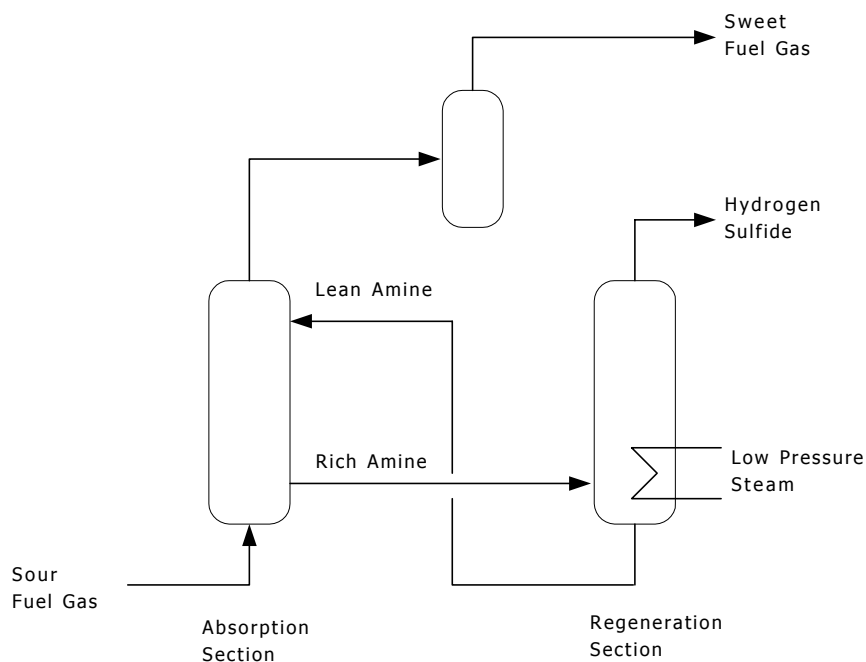 Sweet
Fuel Gas
Hydrogen
Sulfide
Lean Amine
Rich Amine
Low Pressure
Steam
Sour
Fuel Gas
Absorption
Section
Regeneration
Section